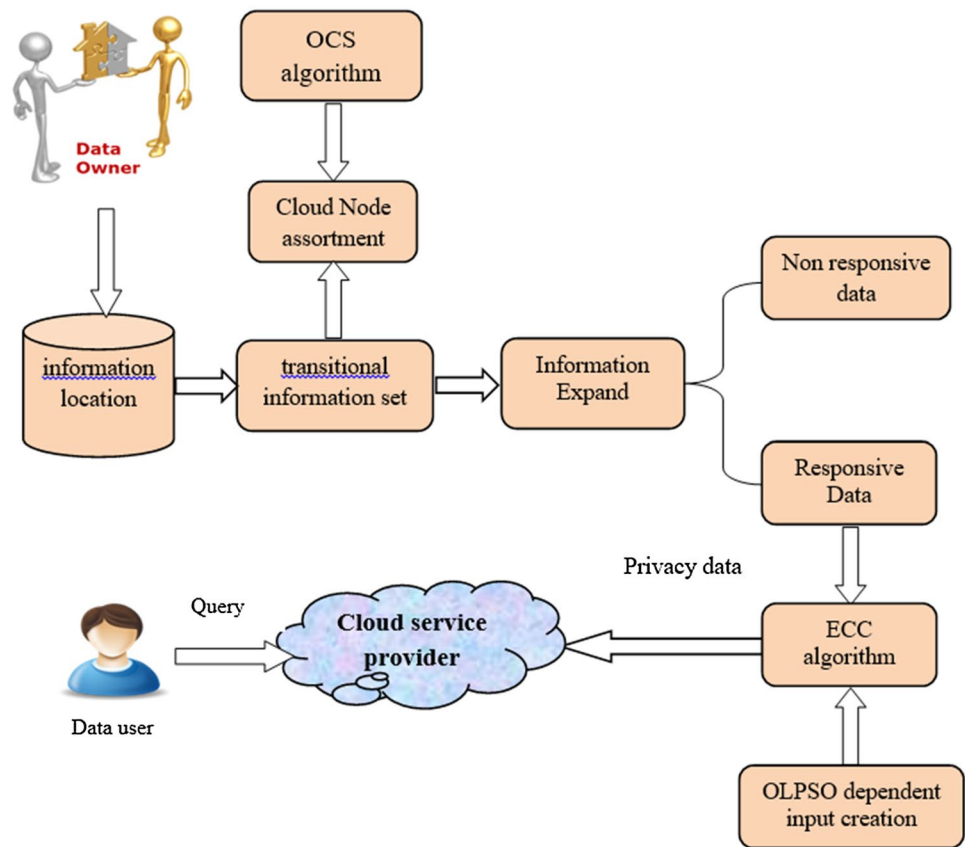 OCS
algorithm
Data
Owner
Cloud Node
assortment
Non responsive
data
information
location
transitional
information set
Information
Expand
Responsive
Data
Privacy data
Query
Cloud service
provider
ECC
algorithm
Data user
OLPSO dependent
input creation